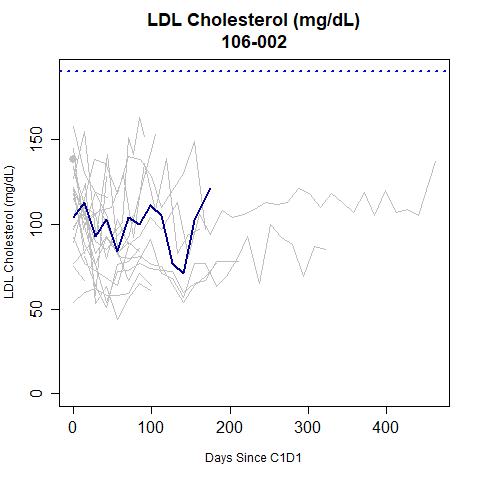 LDL Cholesterol (mg/dL)
106-002
LDL Cholesterol (mg/dL)
150
100
50
0
0 100 200 300 400
Days Since C1D1